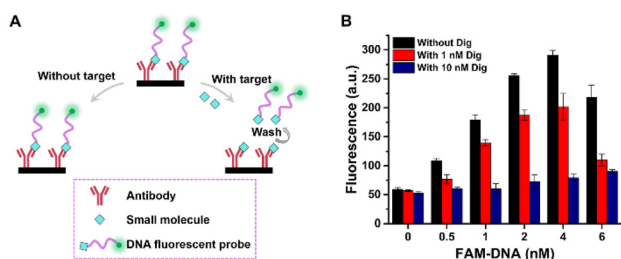 A
Without target
With target
Wash
Antibody
Small molecule
DNA fluorescent probe
B
Without Dig
With 1 nM Dig
With 10 nM Dig
Fluorescence (a.u.)
300
250
200
150
100
50
0
0 0.5 1 2 4 6
FAM-DNA (nM)